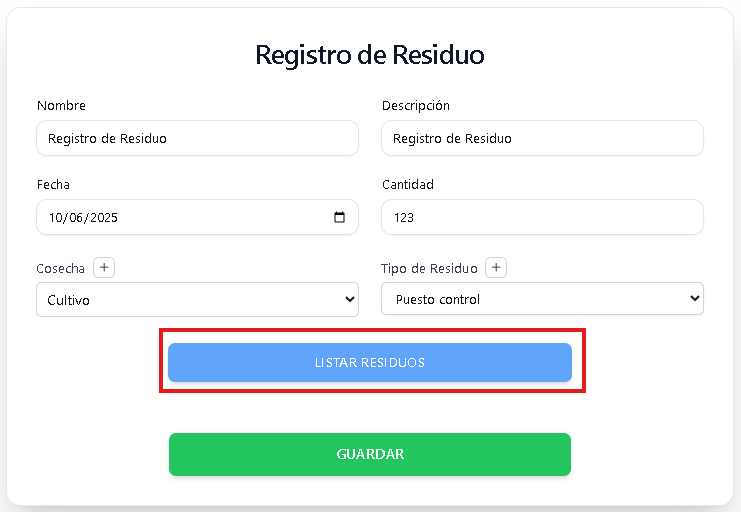 Registro de Residuo
Nombre
Descripción
Registro de Residuo
Registro de Residuo
Fecha
Cantidad
10/06/2025
123
Cosecha +
Tipo de Residuo +
Cultivo
Puesto control
LISTAR RESIDUOS
GUARDAR